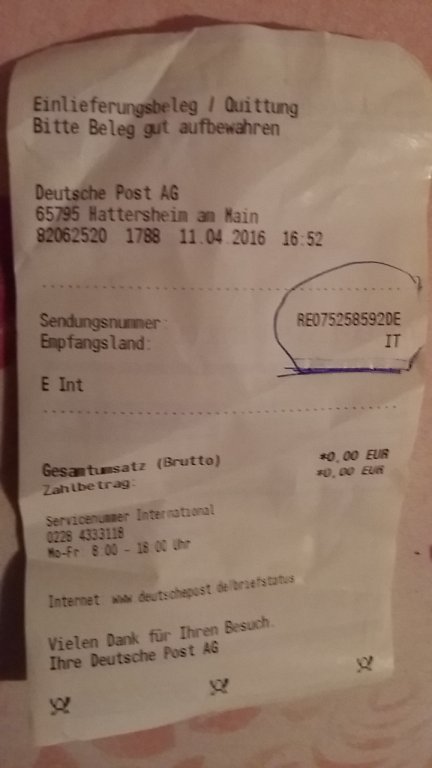 Einlieferungsbeleg / Quittung
Bitte Beleg gut aufbewahren
Deutsche Post AG
65795 Hattersheim am Main
82062520 1788 11.04.2016 16:52
Sendungsnummer: RE075258592DE
Empfangsland: IT
E Int
Gesamtumsatz (Brutto) *0,00 EUR
Zahlbetrag: *0,00 EUR
Servicenummer International
0228 4333118
Mo-Fr 8:00 - 18:00 Uhr
Internet: www.deutschepost.de/briefstatus
Vielen Dank für Ihren Besuch.
Ihre Deutsche Post AG